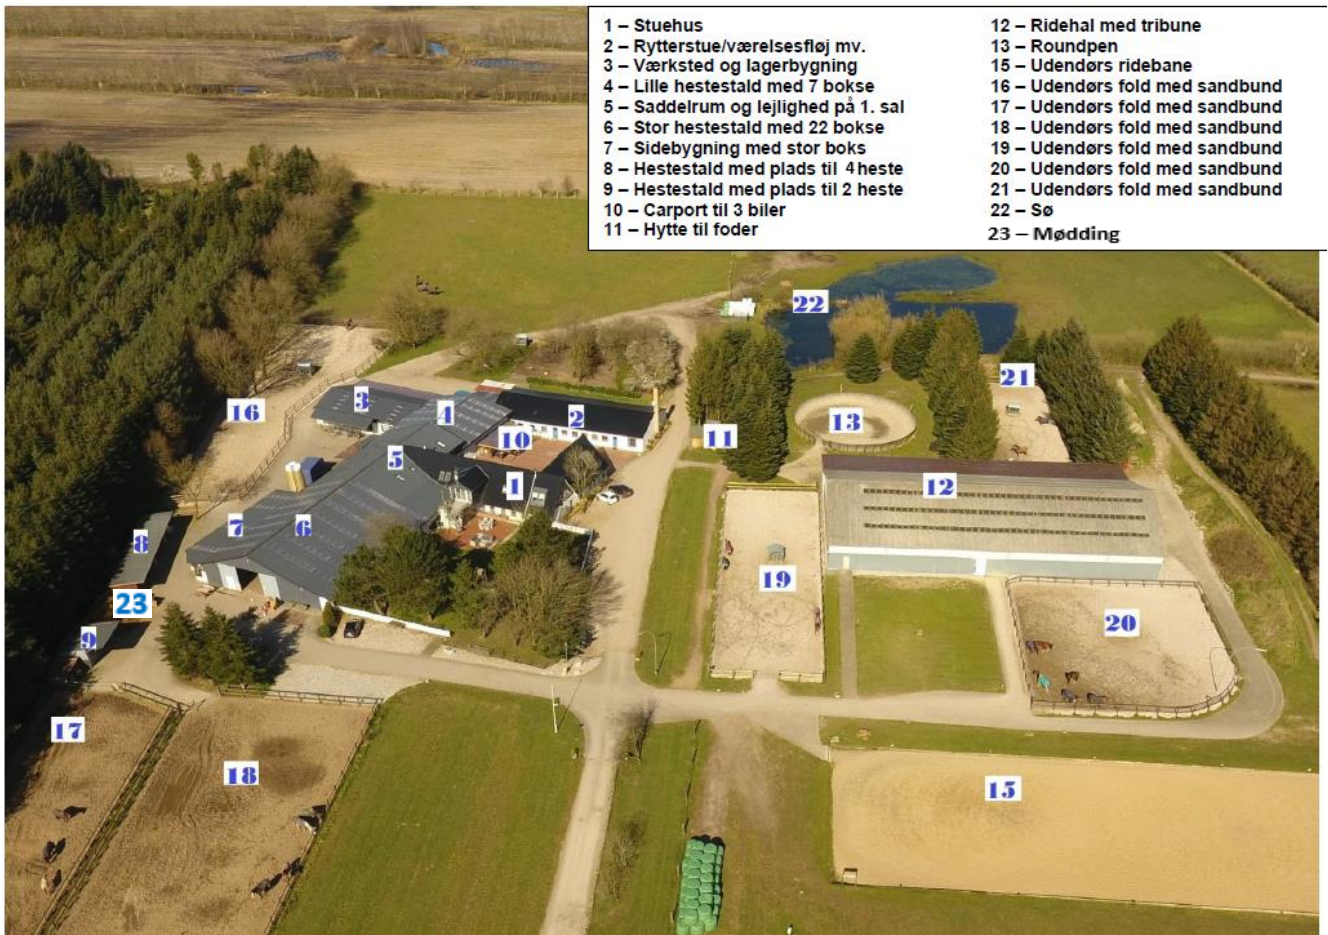 1 – Stuehus
2 – Rytterstue/værelsesfløj mv.
3 – Værksted og lagerbygning
4 – Lille hestestald med 7 bokse
5 – Saddelrum og lejlighed på 1. sal
6 – Stor hestestald med 22 bokse
7 – Sidebygning med stor boks
8 – Hestestald med plads til 4 heste
9 – Hestestald med plads til 2 heste
10 – Carport til 3 biler
11 – Hytte til foder
12 – Ridehal med tribune
13 – Roundpen
15 – Udendørs ridebane
16 – Udendørs fold med sandbund
17 – Udendørs fold med sandbund
18 – Udendørs fold med sandbund
19 – Udendørs fold med sandbund
20 – Udendørs fold med sandbund
21 – Udendørs fold med sandbund
22 – Sø
23 – Mødding
22
21
3
16
4
2
13
10
11
5
1
12
7
6
8
19
23
20
9
17
18
15